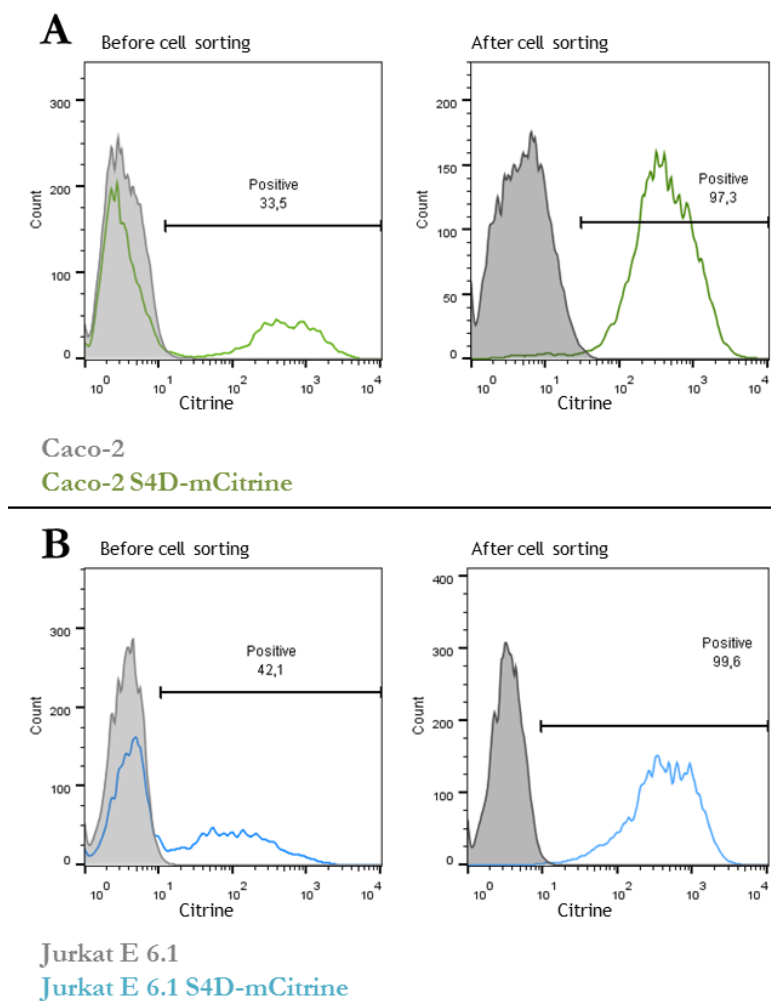 A
Before cell sorting
After cell sorting
300
200
100
0
Count
Positive
33,5
10^0
10^1
10^2
10^3
10^4
Citrine
200
150
100
50
0
Count
Positive
97,3
10^0
10^1
10^2
10^3
10^4
Citrine
Caco-2
Caco-2 S4D-mCitrine
B
Before cell sorting
After cell sorting
300
200
100
0
Count
Positive
42,1
10^0
10^1
10^2
10^3
10^4
Citrine
400
300
200
100
0
Count
Positive
99,6
10^0
10^1
10^2
10^3
10^4
Citrine
Jurkat E 6.1
Jurkat E 6.1 S4D-mCitrine